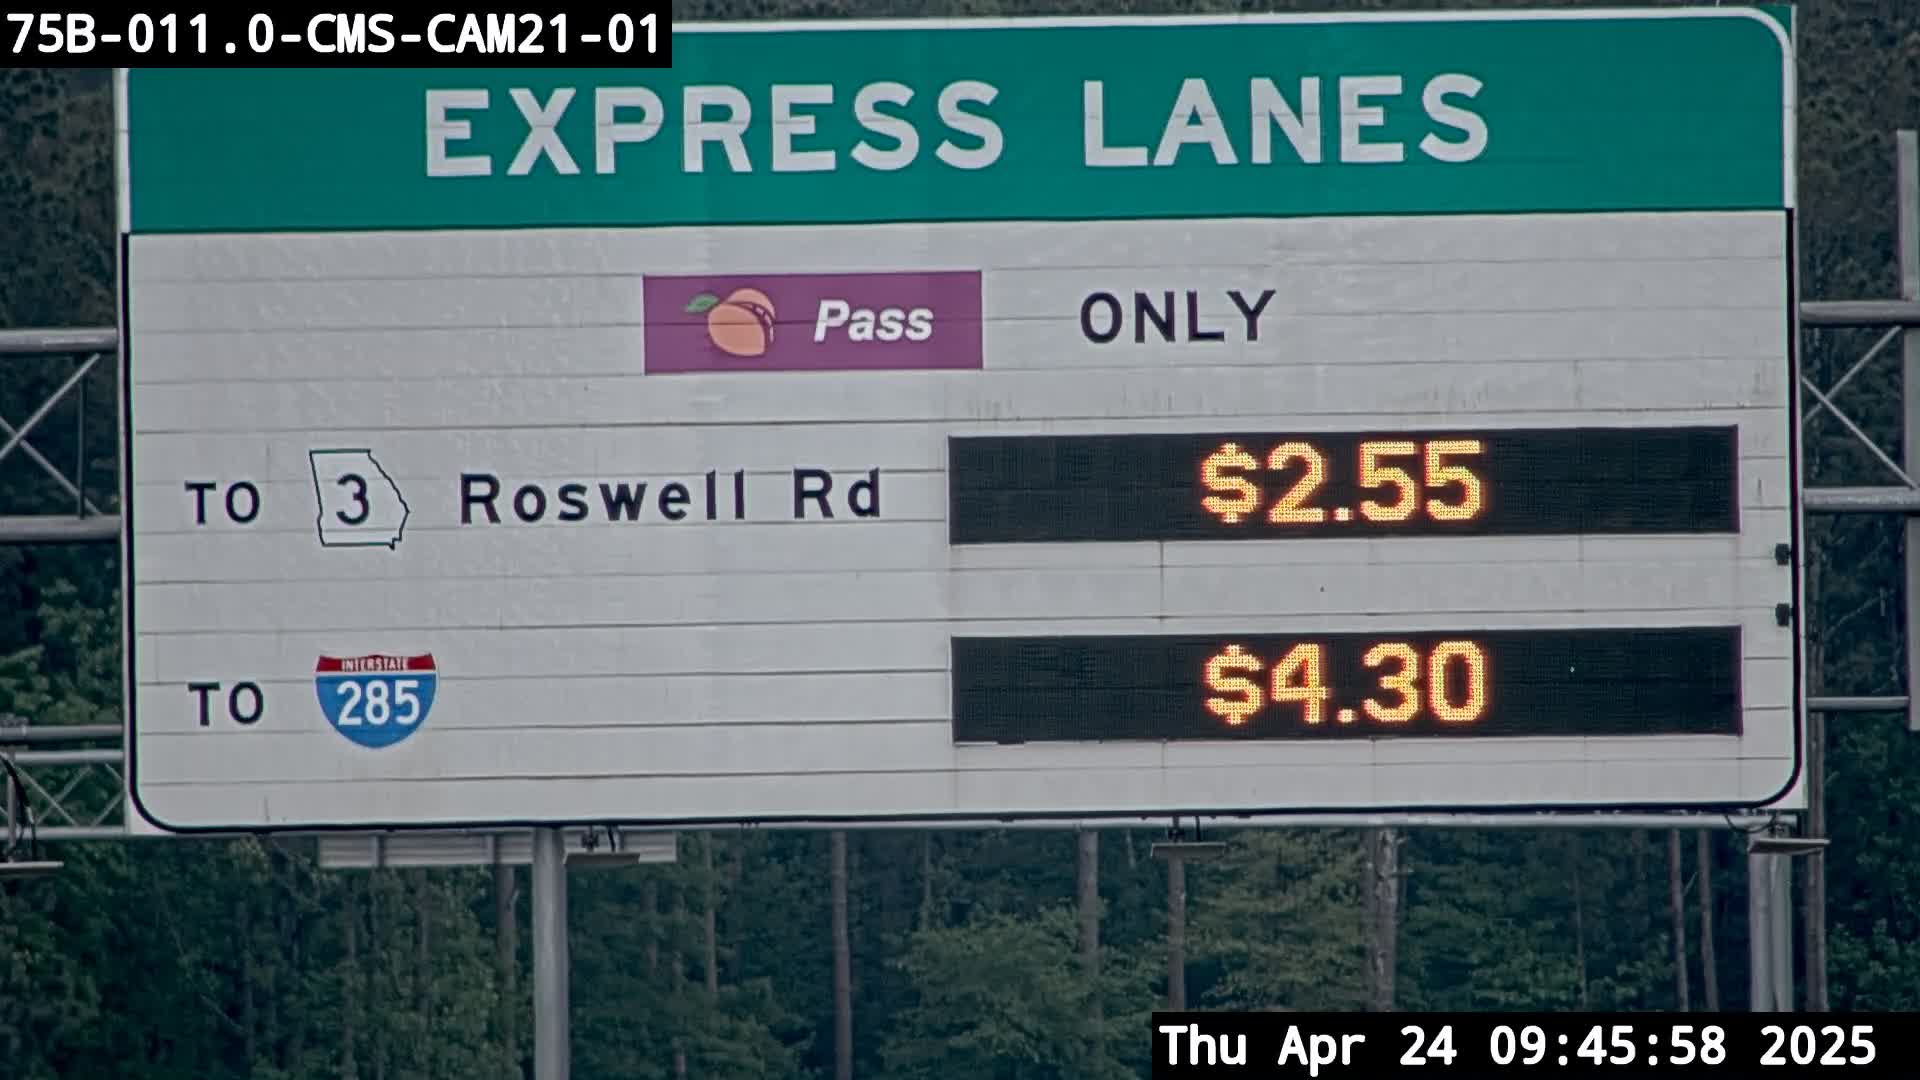 75B-011.0-CMS-CAM21-01
EXPRESS LANES
Pass ONLY
TO 3 Roswell Rd $2.55
INTERSTATE
TO 285 $4.30
Thu Apr 24 09:45:58 2025